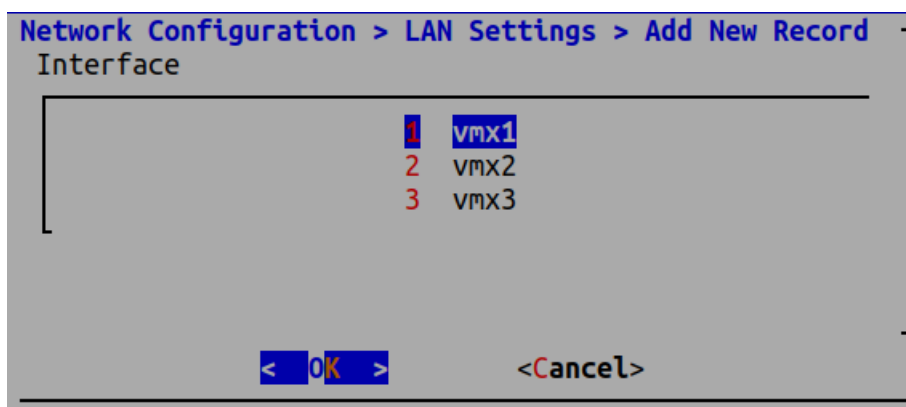 Network Configuration > LAN Settings > Add New Record
Interface
1 vmx1
2 vmx2
3 vmx3
< OK > <Cancel>